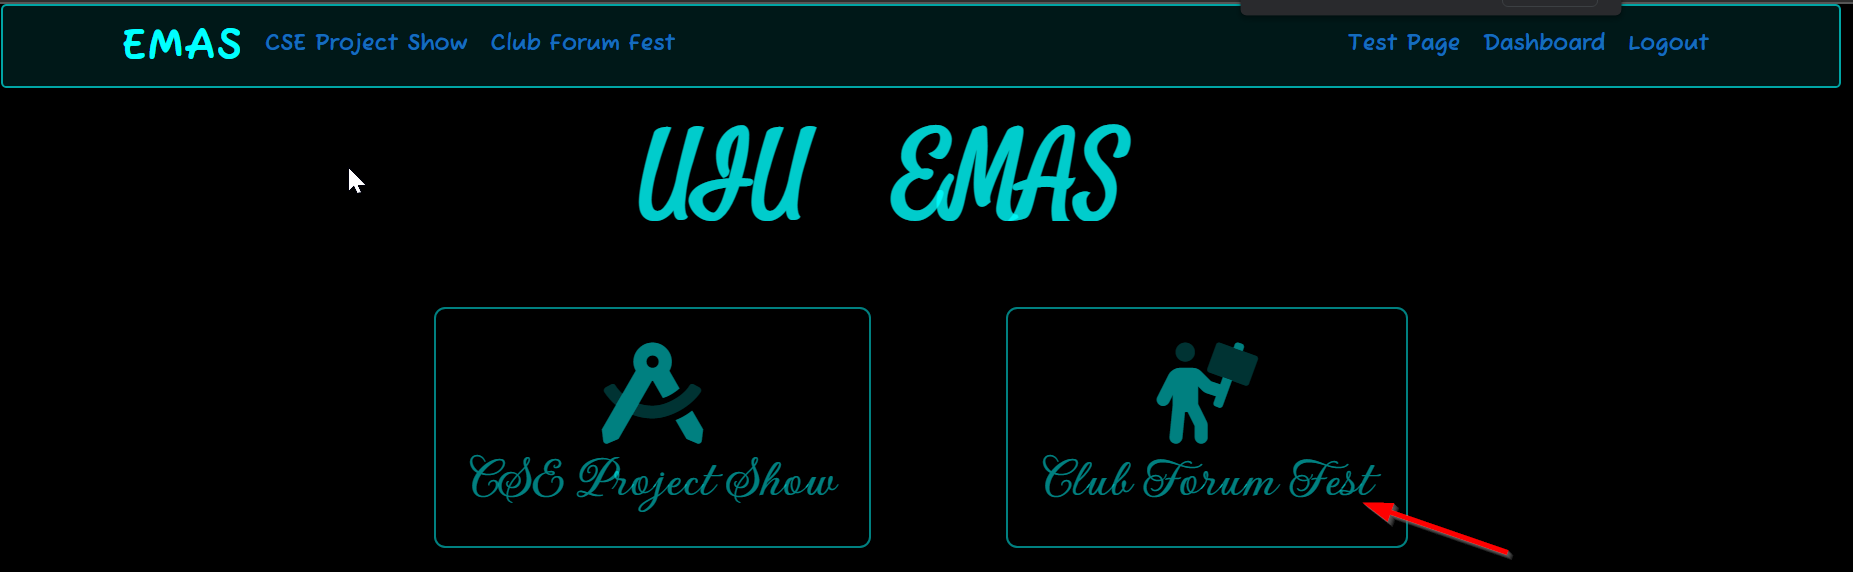 EMAS CSE Project Show Club Forum Fest Test Page Dashboard Logout
UIU EMAS
CSE Project Show Club Forum Fest